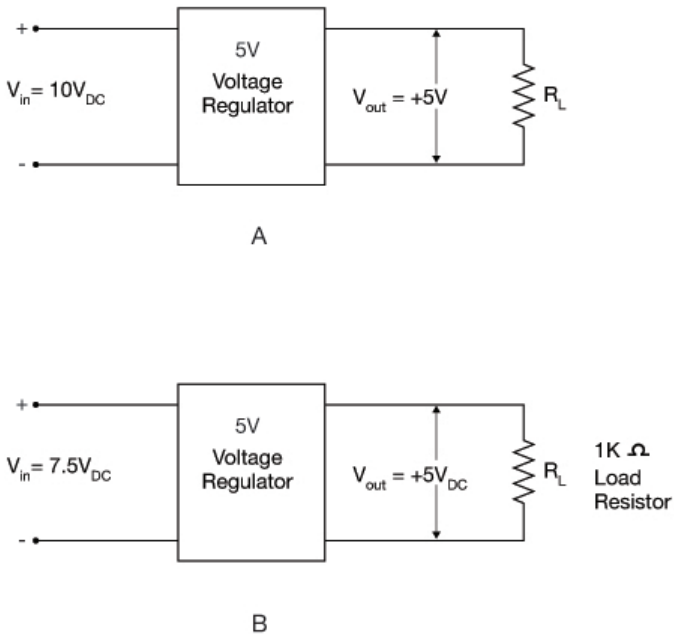 +
5V
Voltage
Regulator
Vin= 10VDC
Vout = +5V
RL
-
A
+
5V
Voltage
Regulator
Vin= 7.5VDC
Vout = +5VDC
RL
1K Ω
Load
Resistor
-
B